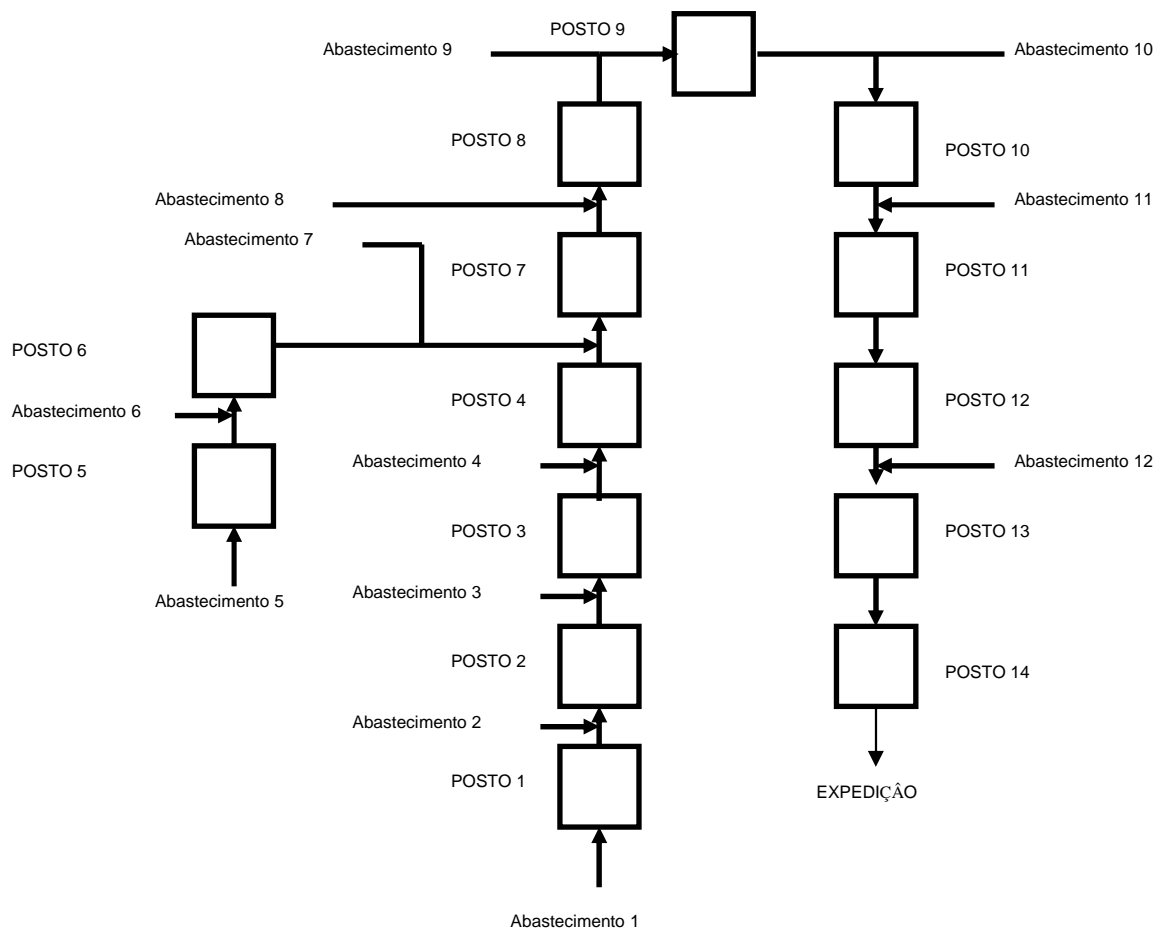 POSTO 9
Abastecimento 9
Abastecimento 10
POSTO 8
POSTO 10
Abastecimento 8
Abastecimento 11
Abastecimento 7
POSTO 7
POSTO 11
POSTO 6
POSTO 4
POSTO 12
Abastecimento 6
Abastecimento 4
Abastecimento 12
POSTO 5
POSTO 3
POSTO 13
Abastecimento 5
Abastecimento 3
POSTO 2
POSTO 14
Abastecimento 2
POSTO 1
EXPEDIÇÂO
Abastecimento 1